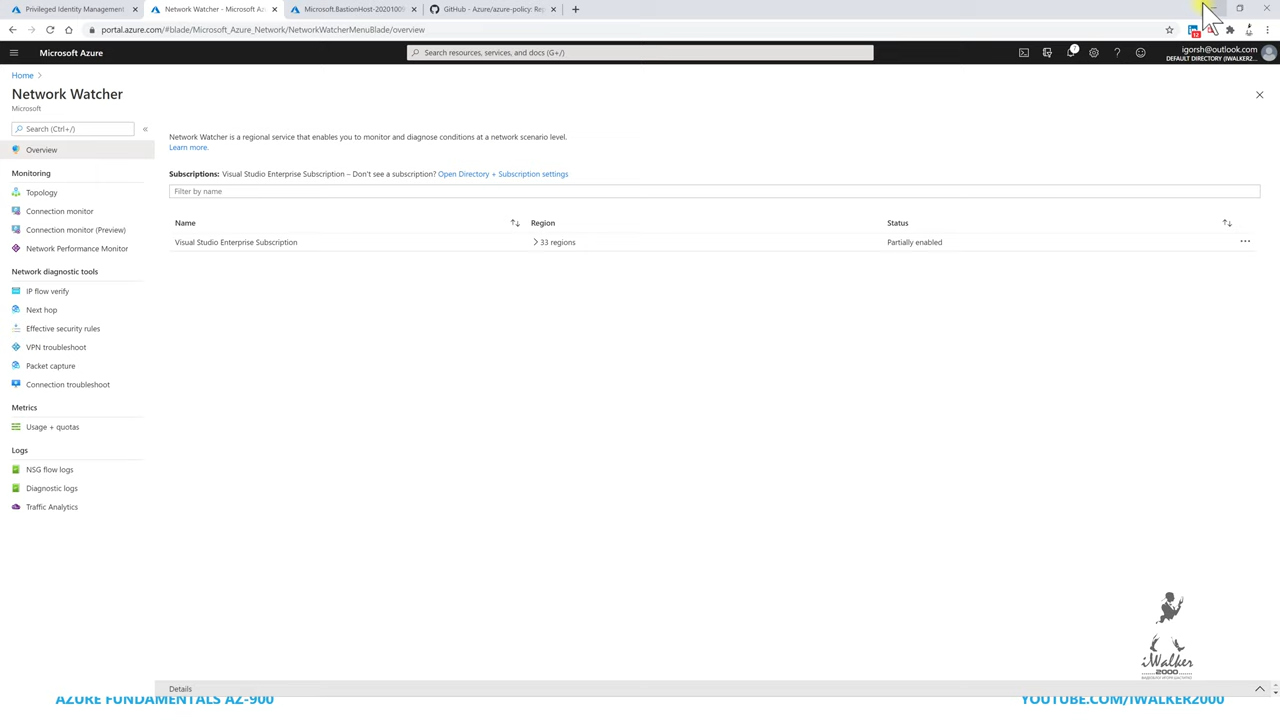 Privileged Identity Management
Network Watcher - Microsoft Az
Microsoft.BastionHost-20201009
GitHub - Azure/azure-policy: Re
portal.azure.com/#blade/Microsoft_Azure_Network/NetworkWatcherMenuBlade/overview
12
Microsoft Azure
Search resources, services, and docs (G+/)
7
igorsh@outlook.com
DEFAULT DIRECTORY (IWALKER2...
Home
Network Watcher
Microsoft
Search (Ctrl+/)
Overview
Monitoring
Topology
Connection monitor
Connection monitor (Preview)
Network Performance Monitor
Network diagnostic tools
IP flow verify
Next hop
Effective security rules
VPN troubleshoot
Packet capture
Connection troubleshoot
Metrics
Usage + quotas
Logs
NSG flow logs
Diagnostic logs
Traffic Analytics
Network Watcher is a regional service that enables you to monitor and diagnose conditions at a network scenario level.
Learn more.
Subscriptions: Visual Studio Enterprise Subscription – Don't see a subscription? Open Directory + Subscription settings
Filter by name
Name Region Status
Visual Studio Enterprise Subscription 33 regions Partially enabled
iWalker
2000
Details
AZURE FUNDAMENTALS AZ-900
YOUTUBE.COM/IWALKER2000